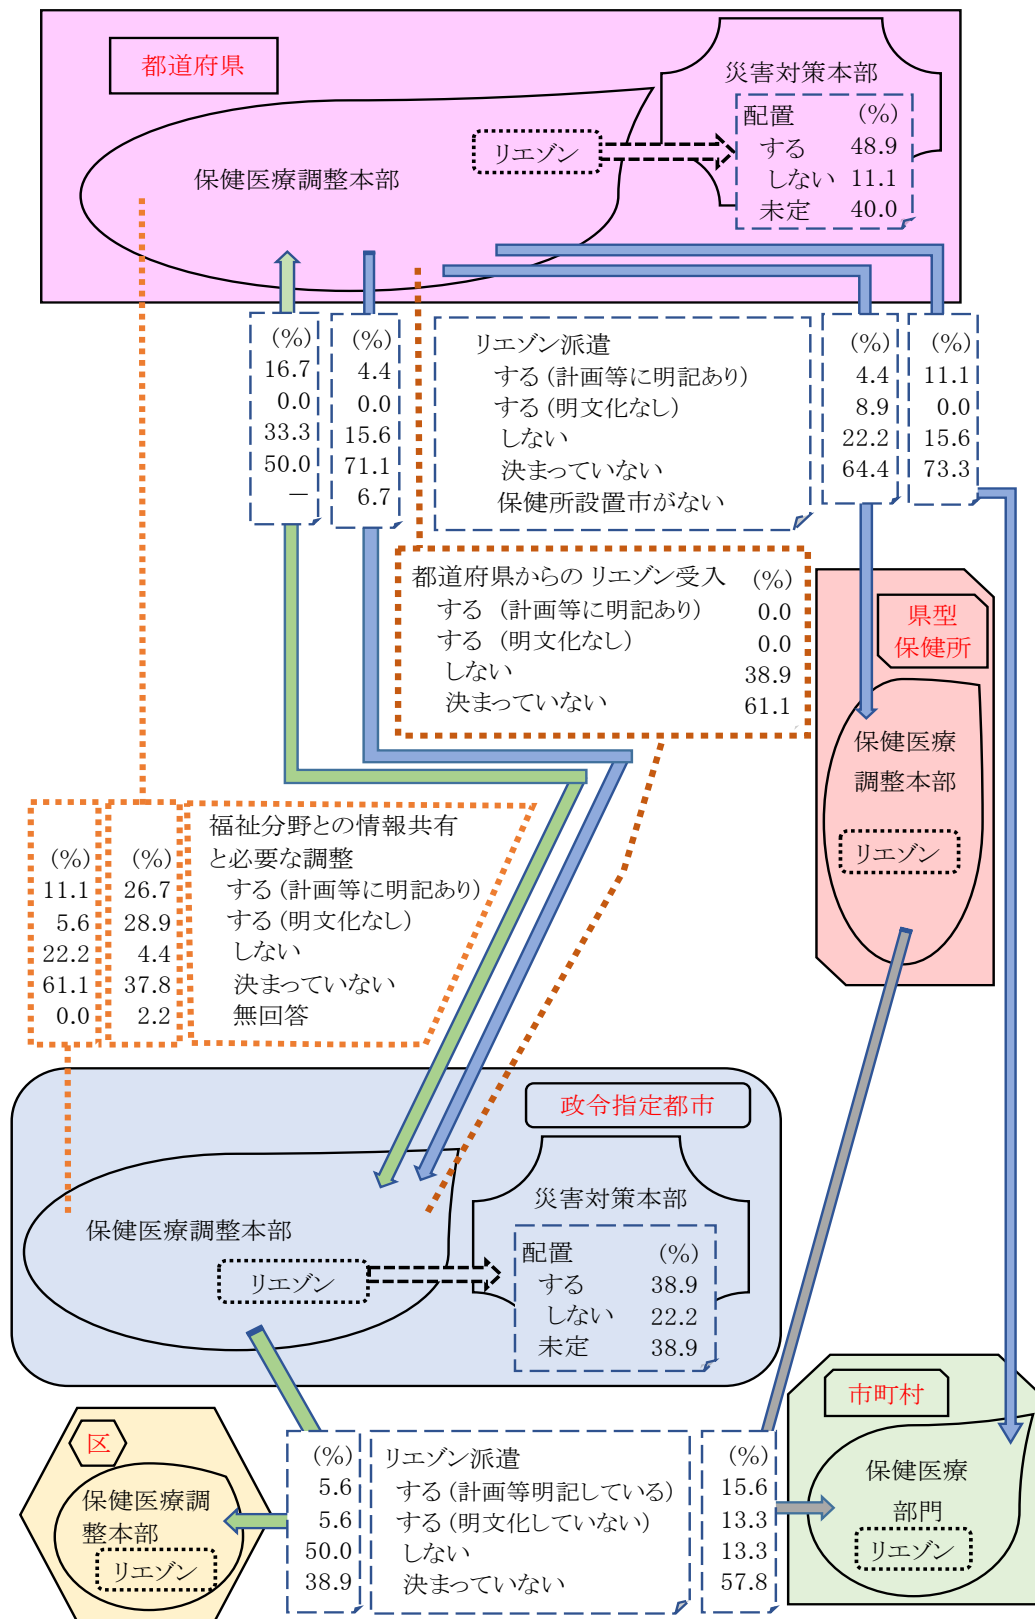 都道府県
災害対策本部
配置 (%)
する 48.9
しない 11.1
未定 40.0
リエゾン
保健医療調整本部
(%)
16.7
0.0
33.3
50.0
－
(%)
4.4
0.0
15.6
71.1
6.7
リエゾン派遣
する(計画等に明記あり)
する(明文化なし)
しない
決まっていない
保健所設置市がない
(%)
4.4
8.9
22.2
64.4
(%)
11.1
0.0
15.6
73.3
都道府県からのリエゾン受入 (%)
する (計画等に明記あり) 0.0
する (明文化なし) 0.0
しない 38.9
決まっていない 61.1
県型
保健所
保健医療
調整本部
リエゾン
(%)
11.1
5.6
22.2
61.1
0.0
(%)
26.7
28.9
4.4
37.8
2.2
福祉分野との情報共有
と必要な調整
する(計画等に明記あり)
する(明文化なし)
しない
決まっていない
無回答
政令指定都市
災害対策本部
保健医療調整本部
リエゾン
配置 (%)
する 38.9
しない 22.2
未定 38.9
区
保健医療調
整本部
リエゾン
(%)
5.6
5.6
50.0
38.9
リエゾン派遣
する(計画等明記している)
する(明文化していない)
しない
決まっていない
(%)
15.6
13.3
13.3
57.8
市町村
保健医療
部門
リエゾン